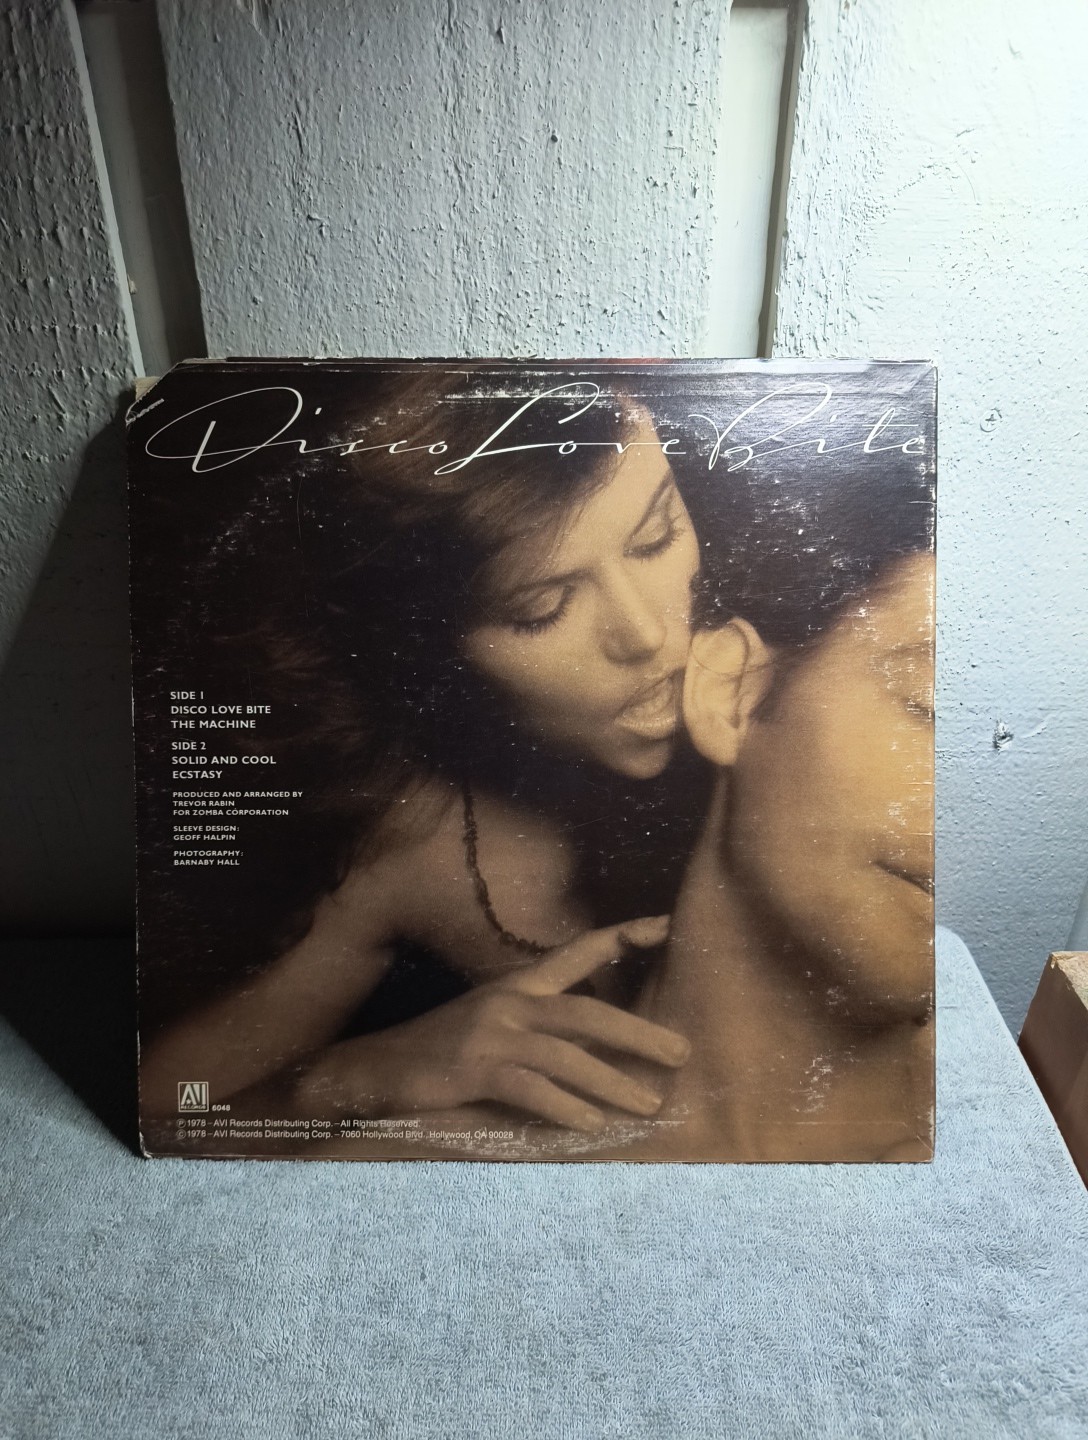 Disco Love Bite
SIDE 1
DISCO LOVE BITE
THE MACHINE
SIDE 2
SOLID AND COOL
ECSTASY
PRODUCED AND ARRANGED BY
TREVOR RABIN
FOR ZOMBA CORPORATION
SLEEVE DESIGN:
GEOFF HALPIN
PHOTOGRAPHY:
BARNABY HALL
AVI
RECORDS
6048
℗1978 – AVI Records Distributing Corp. – All Rights Reserved.
©1978 – AVI Records Distributing Corp. – 7060 Hollywood Blvd., Hollywood, CA 90028